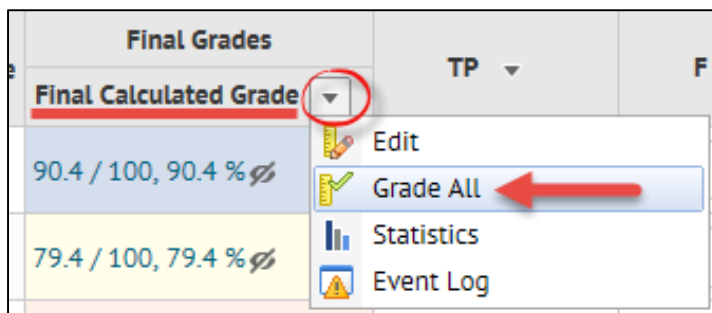 Final Grades
TP
F
e
Final Calculated Grade
Edit
90.4 / 100, 90.4 %
Grade All
Statistics
79.4 / 100, 79.4 %
Event Log